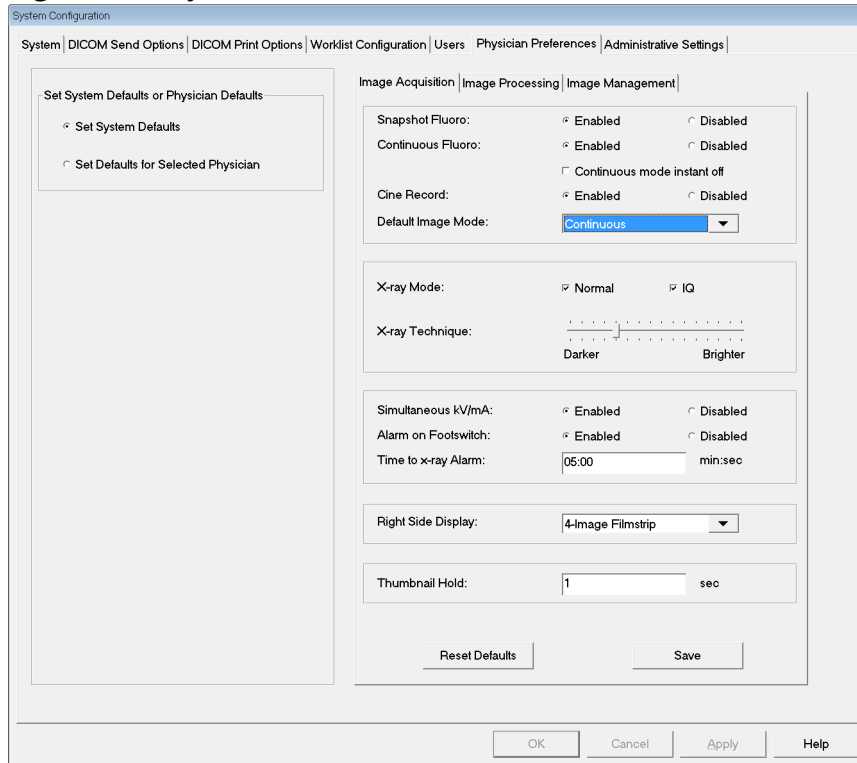 System Configuration
System DICOM Send Options DICOM Print Options Worklist Configuration Users Physician Preferences Administrative Settings
Set System Defaults or Physician Defaults
Set System Defaults
Set Defaults for Selected Physician
Image Acquisition Image Processing Image Management
Snapshot Fluoro: Enabled Disabled
Continuous Fluoro: Enabled Disabled
Continuous mode instant off
Cine Record: Enabled Disabled
Default Image Mode: Continuous
X-ray Mode: Normal IQ
X-ray Technique:
Darker Brighter
Simultaneous kV/mA: Enabled Disabled
Alarm on Footswitch: Enabled Disabled
Time to x-ray Alarm: 05:00 min:sec
Right Side Display: 4-Image Filmstrip
Thumbnail Hold: 1 sec
Reset Defaults Save
OK Cancel Apply Help